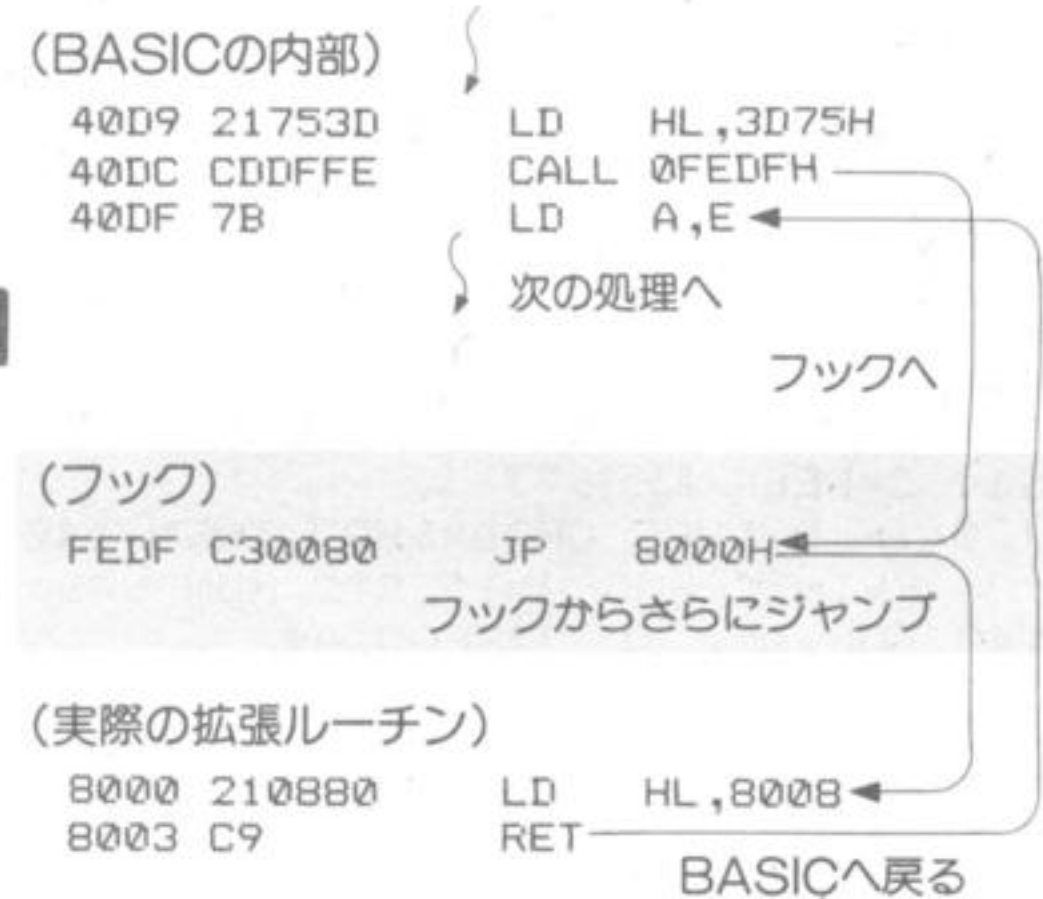 （BASICの内部）
40D9 21753D LD HL,3D75H
40DC CDDFFE CALL 0FEDFH
40DF 7B LD A,E
次の処理へ
フックへ
（フック）
FEDF C30080 JP 8000H
フックからさらにジャンプ
（実際の拡張ルーチン）
8000 210880 LD HL,8008
8003 C9 RET
BASICへ戻る